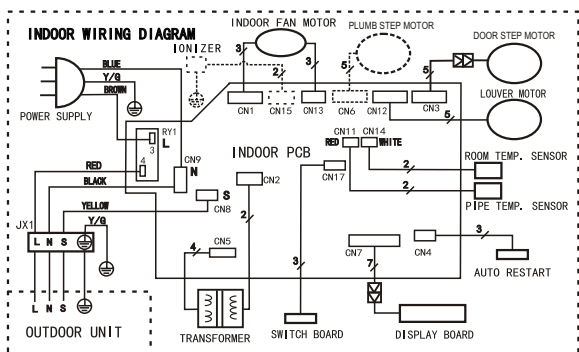 INDOOR WIRING DIAGRAM
INDOOR FAN MOTOR
PLUMB STEP MOTOR
DOOR STEP MOTOR
IONIZER
BLUE
Y/G
BROWN
POWER SUPPLY
3
3
2
5
5
CN1
CN15
CN13
CN6
CN12
CN3
5
LOUVER MOTOR
RY1
3
L
4
CN11
CN14
RED
WHITE
INDOOR PCB
CN9
N
RED
BLACK
YELLOW
Y/G
CN2
CN17
2
2
ROOM TEMP. SENSOR
PIPE TEMP. SENSOR
S
CN8
2
JX1
L N S
4
CN5
3
CN7
7
CN4
3
AUTO RESTART
L N S
OUTDOOR UNIT
TRANSFORMER
SWITCH BOARD
DISPLAY BOARD